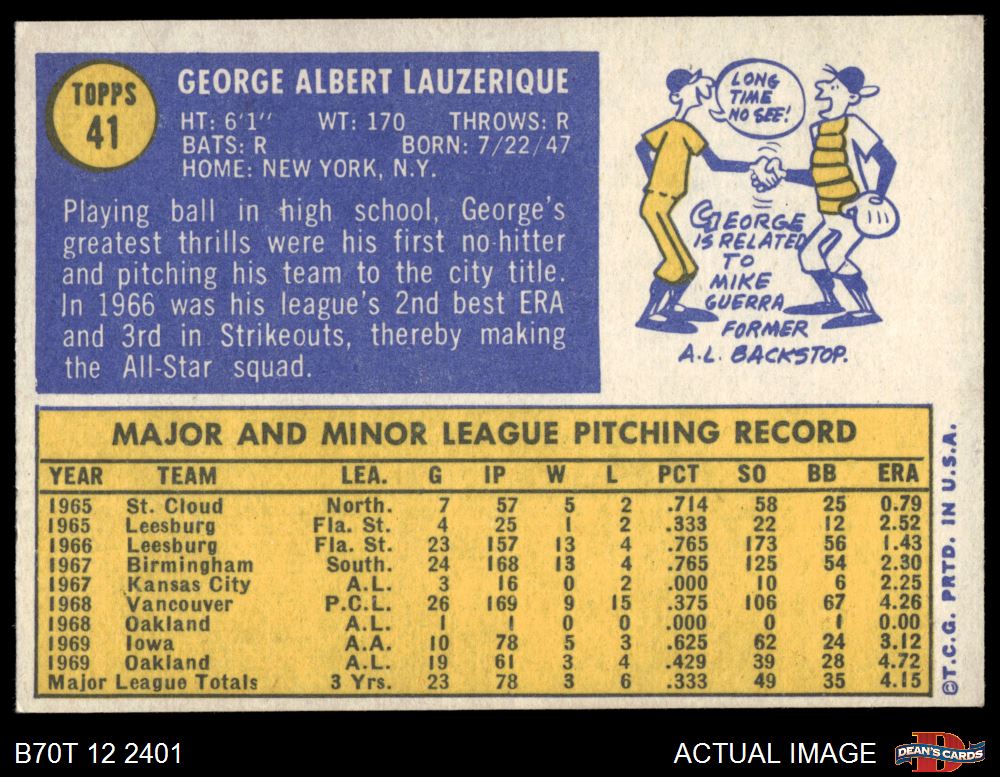 TOPPS
41
GEORGE ALBERT LAUZERIQUE
HT: 6'1" WT: 170 THROWS: R
BATS: R BORN: 7/22/47
HOME: NEW YORK, N.Y.
Playing ball in high school, George's
greatest thrills were his first no-hitter
and pitching his team to the city title.
In 1966 was his league's 2nd best ERA
and 3rd in Strikeouts, thereby making
the All-Star squad.
LONG
TIME
NO SEE!
GEORGE
IS RELATED
TO
MIKE
GUERRA
FORMER
A.L. BACKSTOP.
MAJOR AND MINOR LEAGUE PITCHING RECORD
YEAR TEAM LEA. G IP W L PCT SO BB ERA
1965 St. Cloud North. 7 57 5 2 .714 58 25 0.79
1965 Leesburg Fla. St. 4 25 1 2 .333 22 12 2.52
1966 Leesburg Fla. St. 23 157 13 4 .765 173 56 1.43
1967 Birmingham South. 24 168 13 4 .765 125 54 2.30
1967 Kansas City A.L. 3 16 0 2 .000 10 6 2.25
1968 Vancouver P.C.L. 26 169 9 15 .375 106 67 4.26
1968 Oakland A.L. 1 1 0 0 .000 0 1 0.00
1969 Iowa A.A. 10 78 5 3 .625 62 24 3.12
1969 Oakland A.L. 19 61 3 4 .429 39 28 4.72
Major League Totals 3 Yrs. 23 78 3 6 .333 49 35 4.15
©T.C.G. PRTD. IN U.S.A.
B70T 12 2401
ACTUAL IMAGE
DEAN'S CARDS